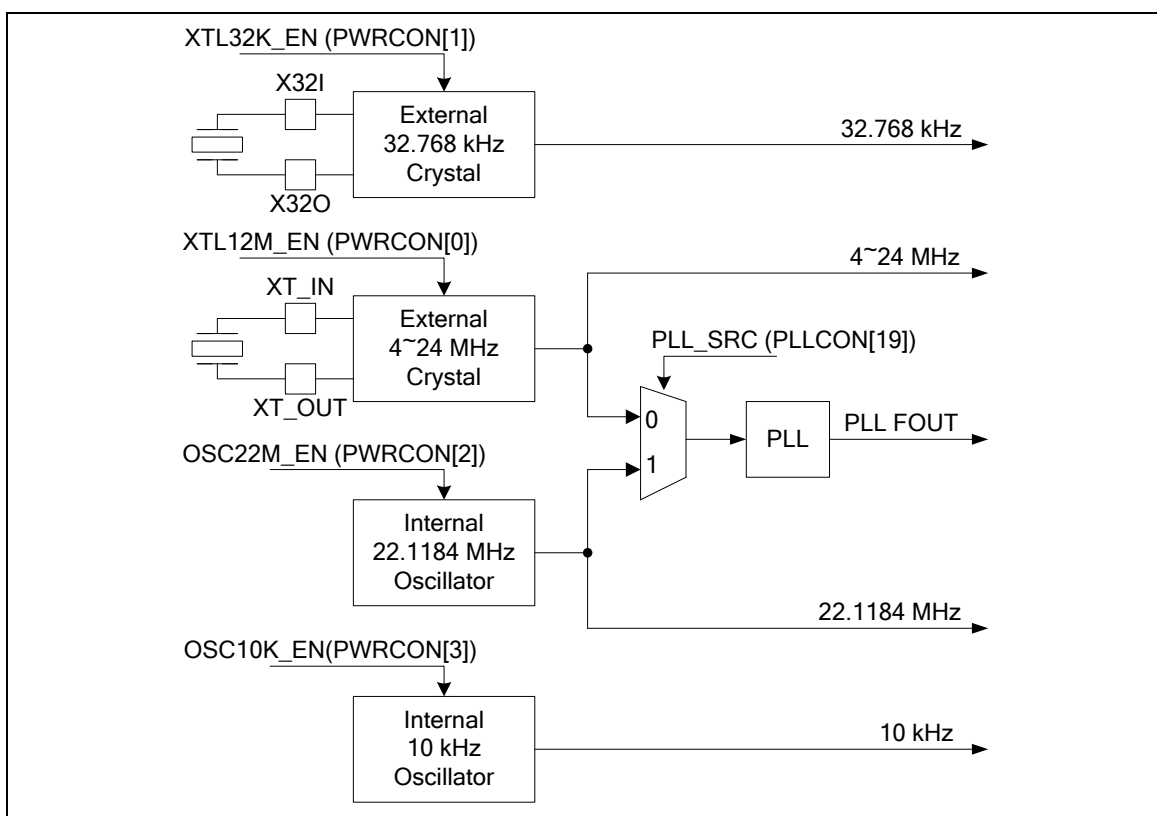 XTL32K_EN (PWRCON[1])
X32I
External
32.768 kHz
Crystal
32.768 kHz
X32O
XTL12M_EN (PWRCON[0])
4~24 MHz
XT_IN
External
4~24 MHz
Crystal
PLL_SRC (PLLCON[19])
XT_OUT
0
PLL
PLL FOUT
1
OSC22M_EN (PWRCON[2])
Internal
22.1184 MHz
Oscillator
22.1184 MHz
OSC10K_EN(PWRCON[3])
Internal
10 kHz
Oscillator
10 kHz